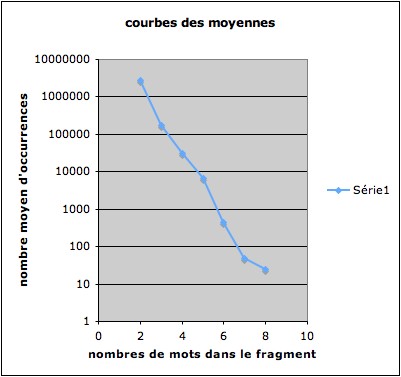 courbes des moyennes
10000000
1000000
100000
10000
1000
100
10
1
0 2 4 6 8 10
nombre moyen d'occurrences
nombres de mots dans le fragment
Série1